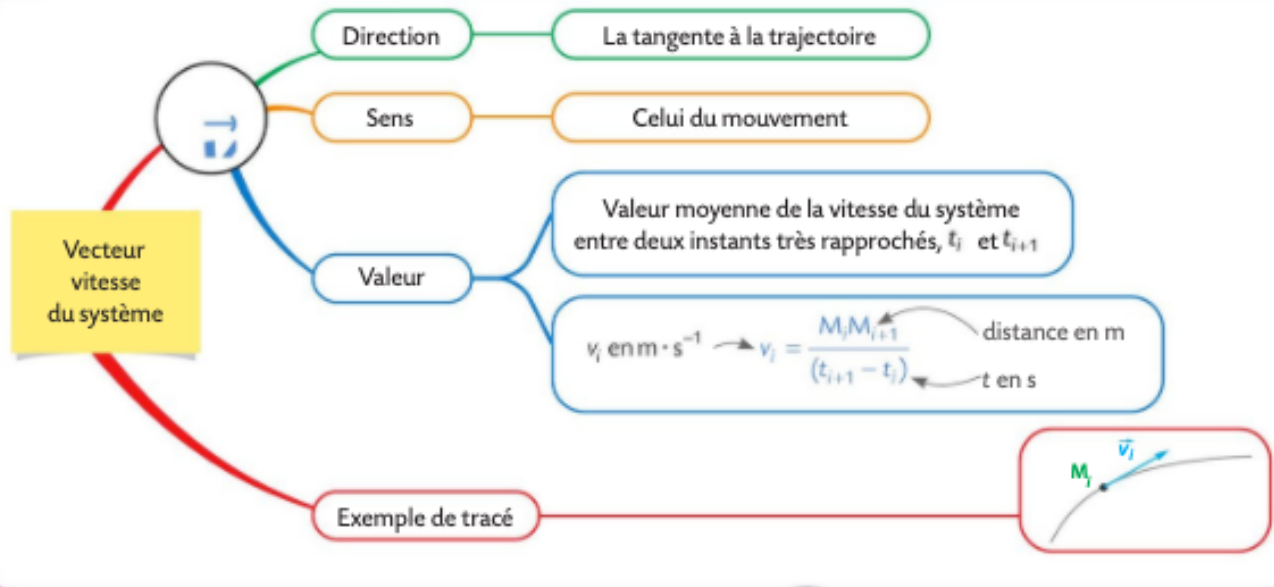 Direction
La tangente à la trajectoire
Sens
Celui du mouvement
Vecteur
vitesse
du système
Valeur
Valeur moyenne de la vitesse du système
entre deux instants très rapprochés, tᵢ et tᵢ₊₁
vᵢ en m · s⁻¹
vᵢ = MᵢMᵢ₊₁ / (tᵢ₊₁ − tᵢ)
distance en m
t en s
Exemple de tracé
Mᵢ
v⃗ᵢ